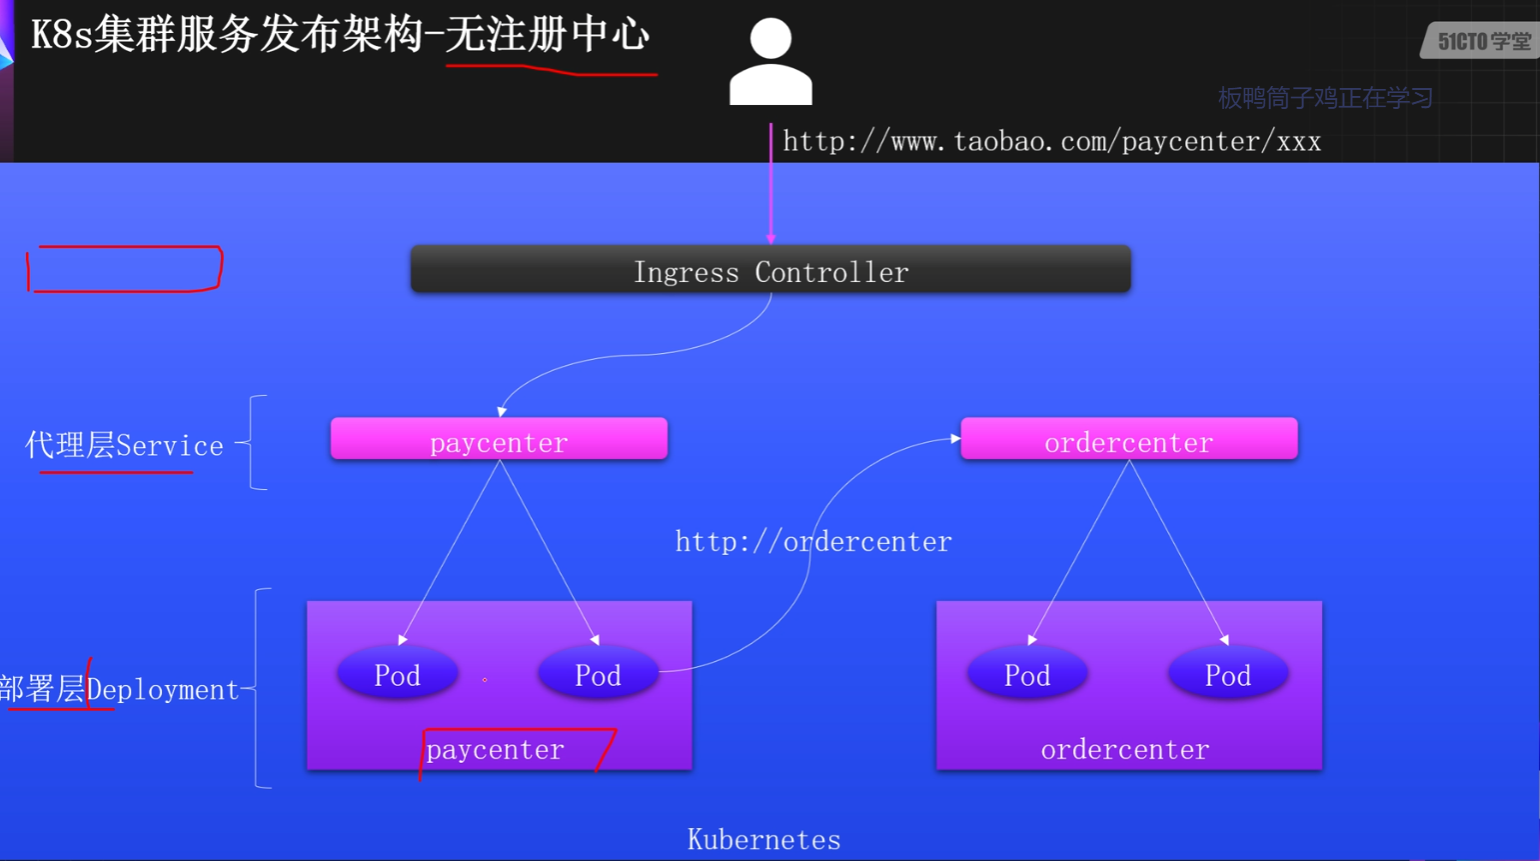 K8s集群服务发布架构-无注册中心
51CTO学堂
板鸭筒子鸡正在学习
http://www.taobao.com/paycenter/xxx
Ingress Controller
代理层Service
paycenter
ordercenter
http://ordercenter
部署层Deployment
Pod
Pod
Pod
Pod
paycenter
ordercenter
Kubernetes